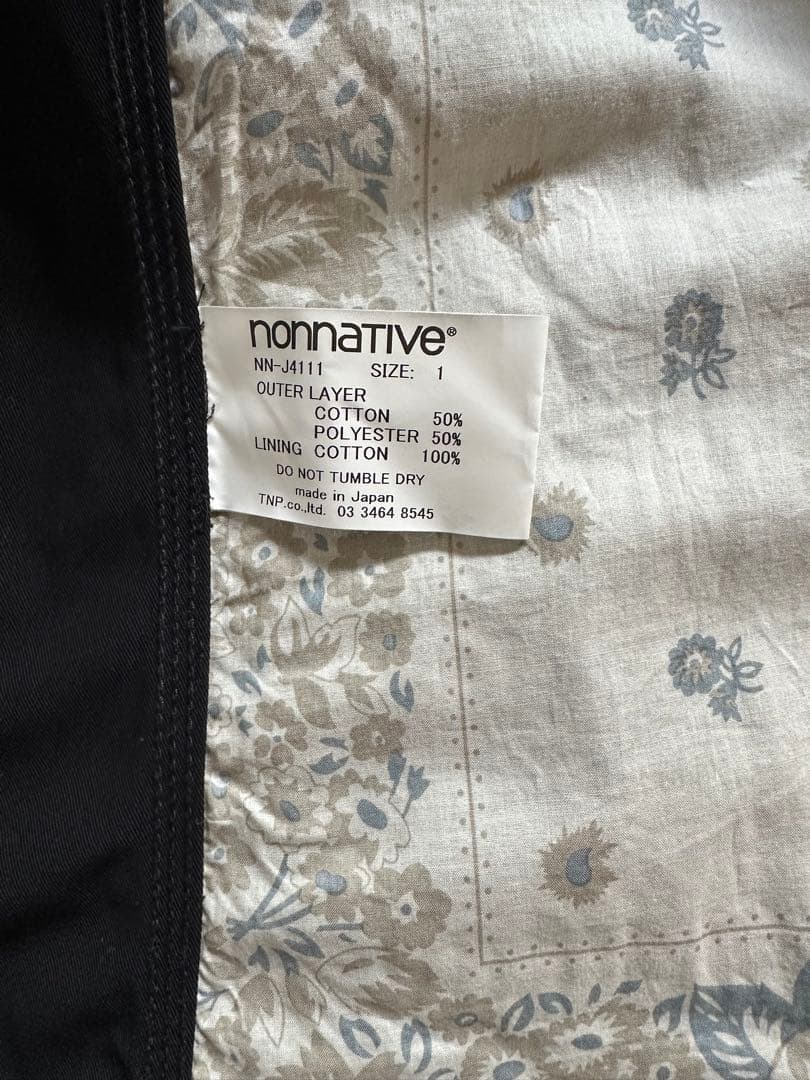 nonnative®
NN-J4111 SIZE: 1
OUTER LAYER
COTTON 50%
POLYESTER 50%
LINING COTTON 100%
DO NOT TUMBLE DRY
made in Japan
TNP.co.,ltd. 03 3464 8545